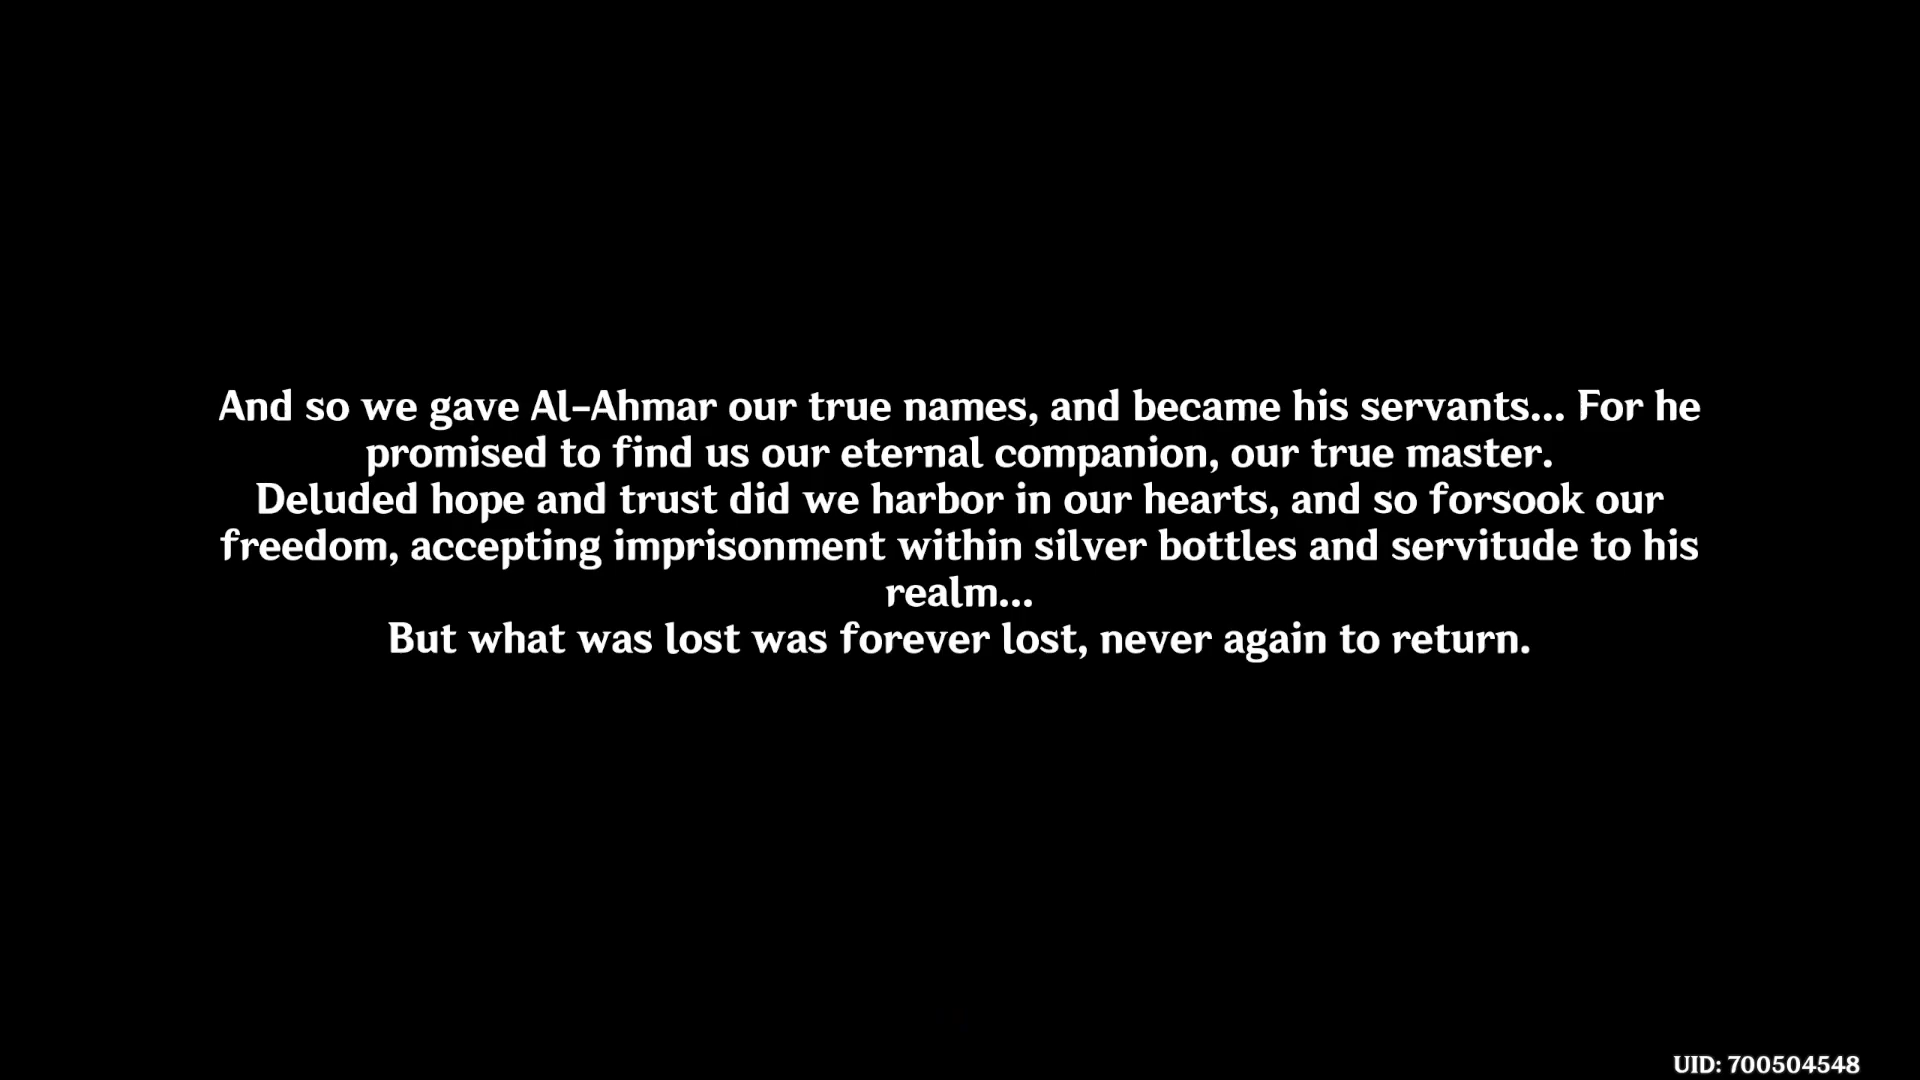 And so we gave Al-Ahmar our true names, and became his servants... For he
promised to find us our eternal companion, our true master.
Deluded hope and trust did we harbor in our hearts, and so forsook our
freedom, accepting imprisonment within silver bottles and servitude to his
realm...
But what was lost was forever lost, never again to return.
UID: 700504548